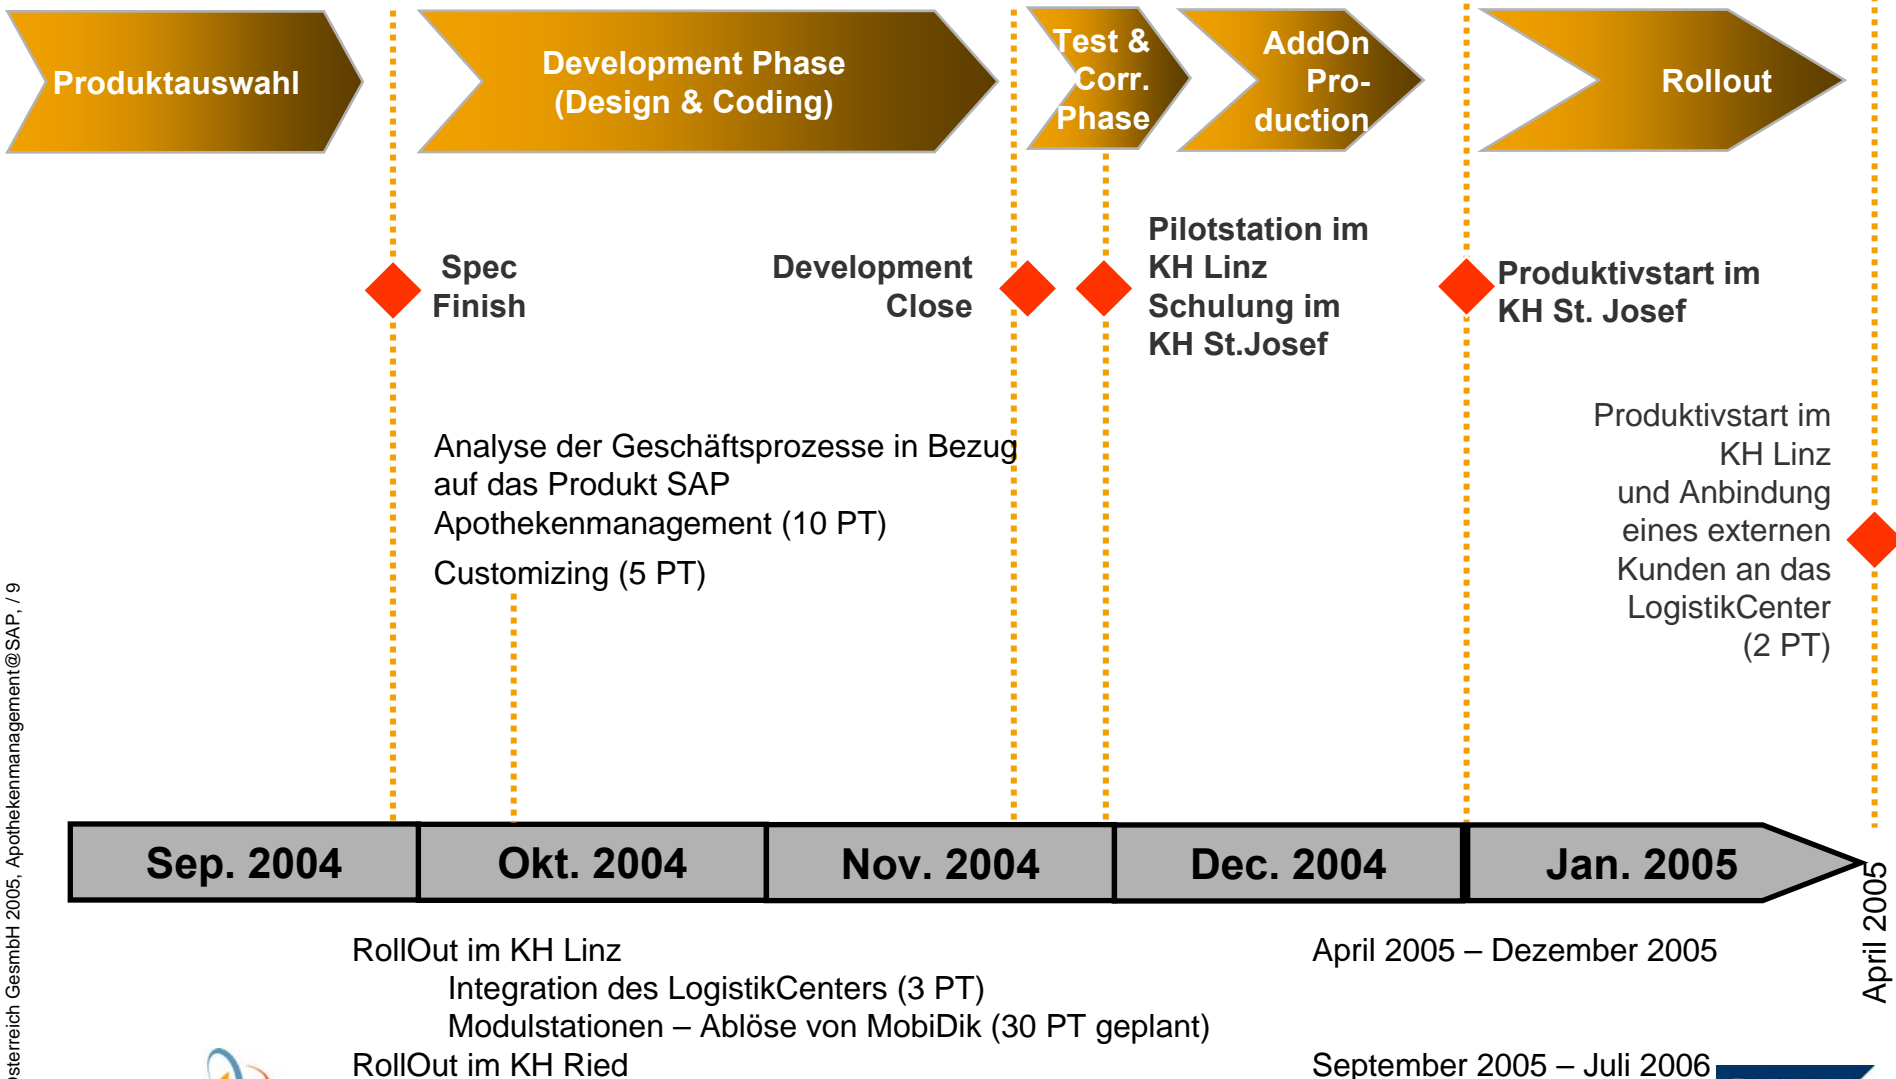 Produktauswahl
Development Phase
(Design & Coding)
Test &
Corr.
Phase
AddOn
Pro-
duction
Rollout
Spec
Finish
Development
Close
Pilotstation im
KH Linz
Schulung im
KH St.Josef
Produktivstart im
KH St. Josef
Analyse der Geschäftsprozesse in Bezug
auf das Produkt SAP
Apothekenmanagement (10 PT)
Customizing (5 PT)
Produktivstart im
KH Linz
und Anbindung
eines externen
Kunden an das
LogistikCenter
(2 PT)
Sep. 2004
Okt. 2004
Nov. 2004
Dec. 2004
Jan. 2005
April 2005
RollOut im KH Linz
April 2005 – Dezember 2005
Integration des LogistikCenters (3 PT)
Modulstationen – Ablöse von MobiDik (30 PT geplant)
RollOut im KH Ried
September 2005 – Juli 2006
sterreich GesmbH 2005, Apothekenmanagement@SAP, / 9